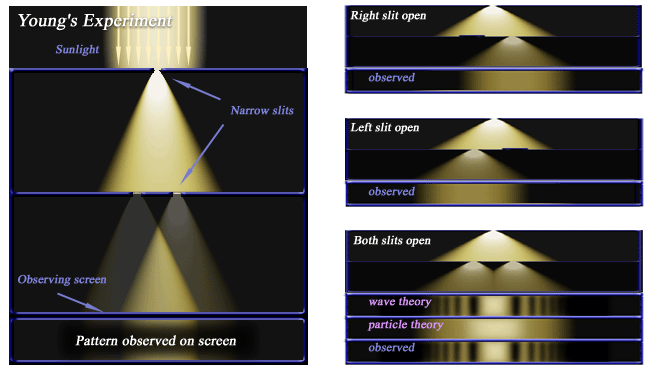 Young's Experiment
Sunlight
Narrow slits
Observing screen
Pattern observed on screen
Right slit open
observed
Left slit open
observed
Both slits open
wave theory
particle theory
observed